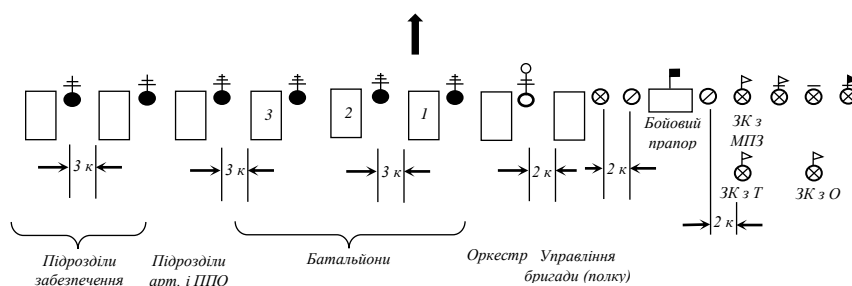 3
2
1
Бойовий
прапор
ЗК з
МПЗ
3 к
3 к
3 к
2 к
2 к
ЗК з Т
ЗК з О
2 к
Підрозділи
забезпечення
Підрозділи
арт. і ППО
Батальйони
Оркестр
Управління
бригади (полку)